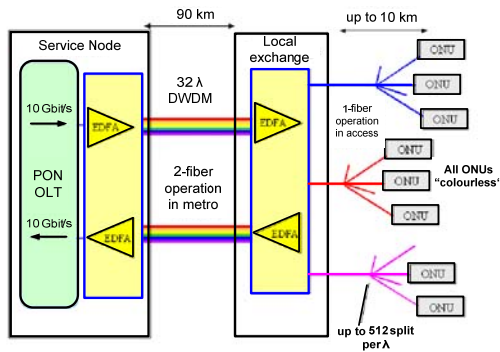 90 km
up to 10 km
Service Node
Local
exchange
ONU
ONU
ONU
32 λ
DWDM
1-fiber
operation
in access
10 Gbit/s
EDFA
EDFA
PON
OLT
2-fiber
operation
in metro
ONU
ONU
ONU
All ONUs
"colourless"
10 Gbit/s
EDFA
EDFA
ONU
ONU
up to 512 split
per λ